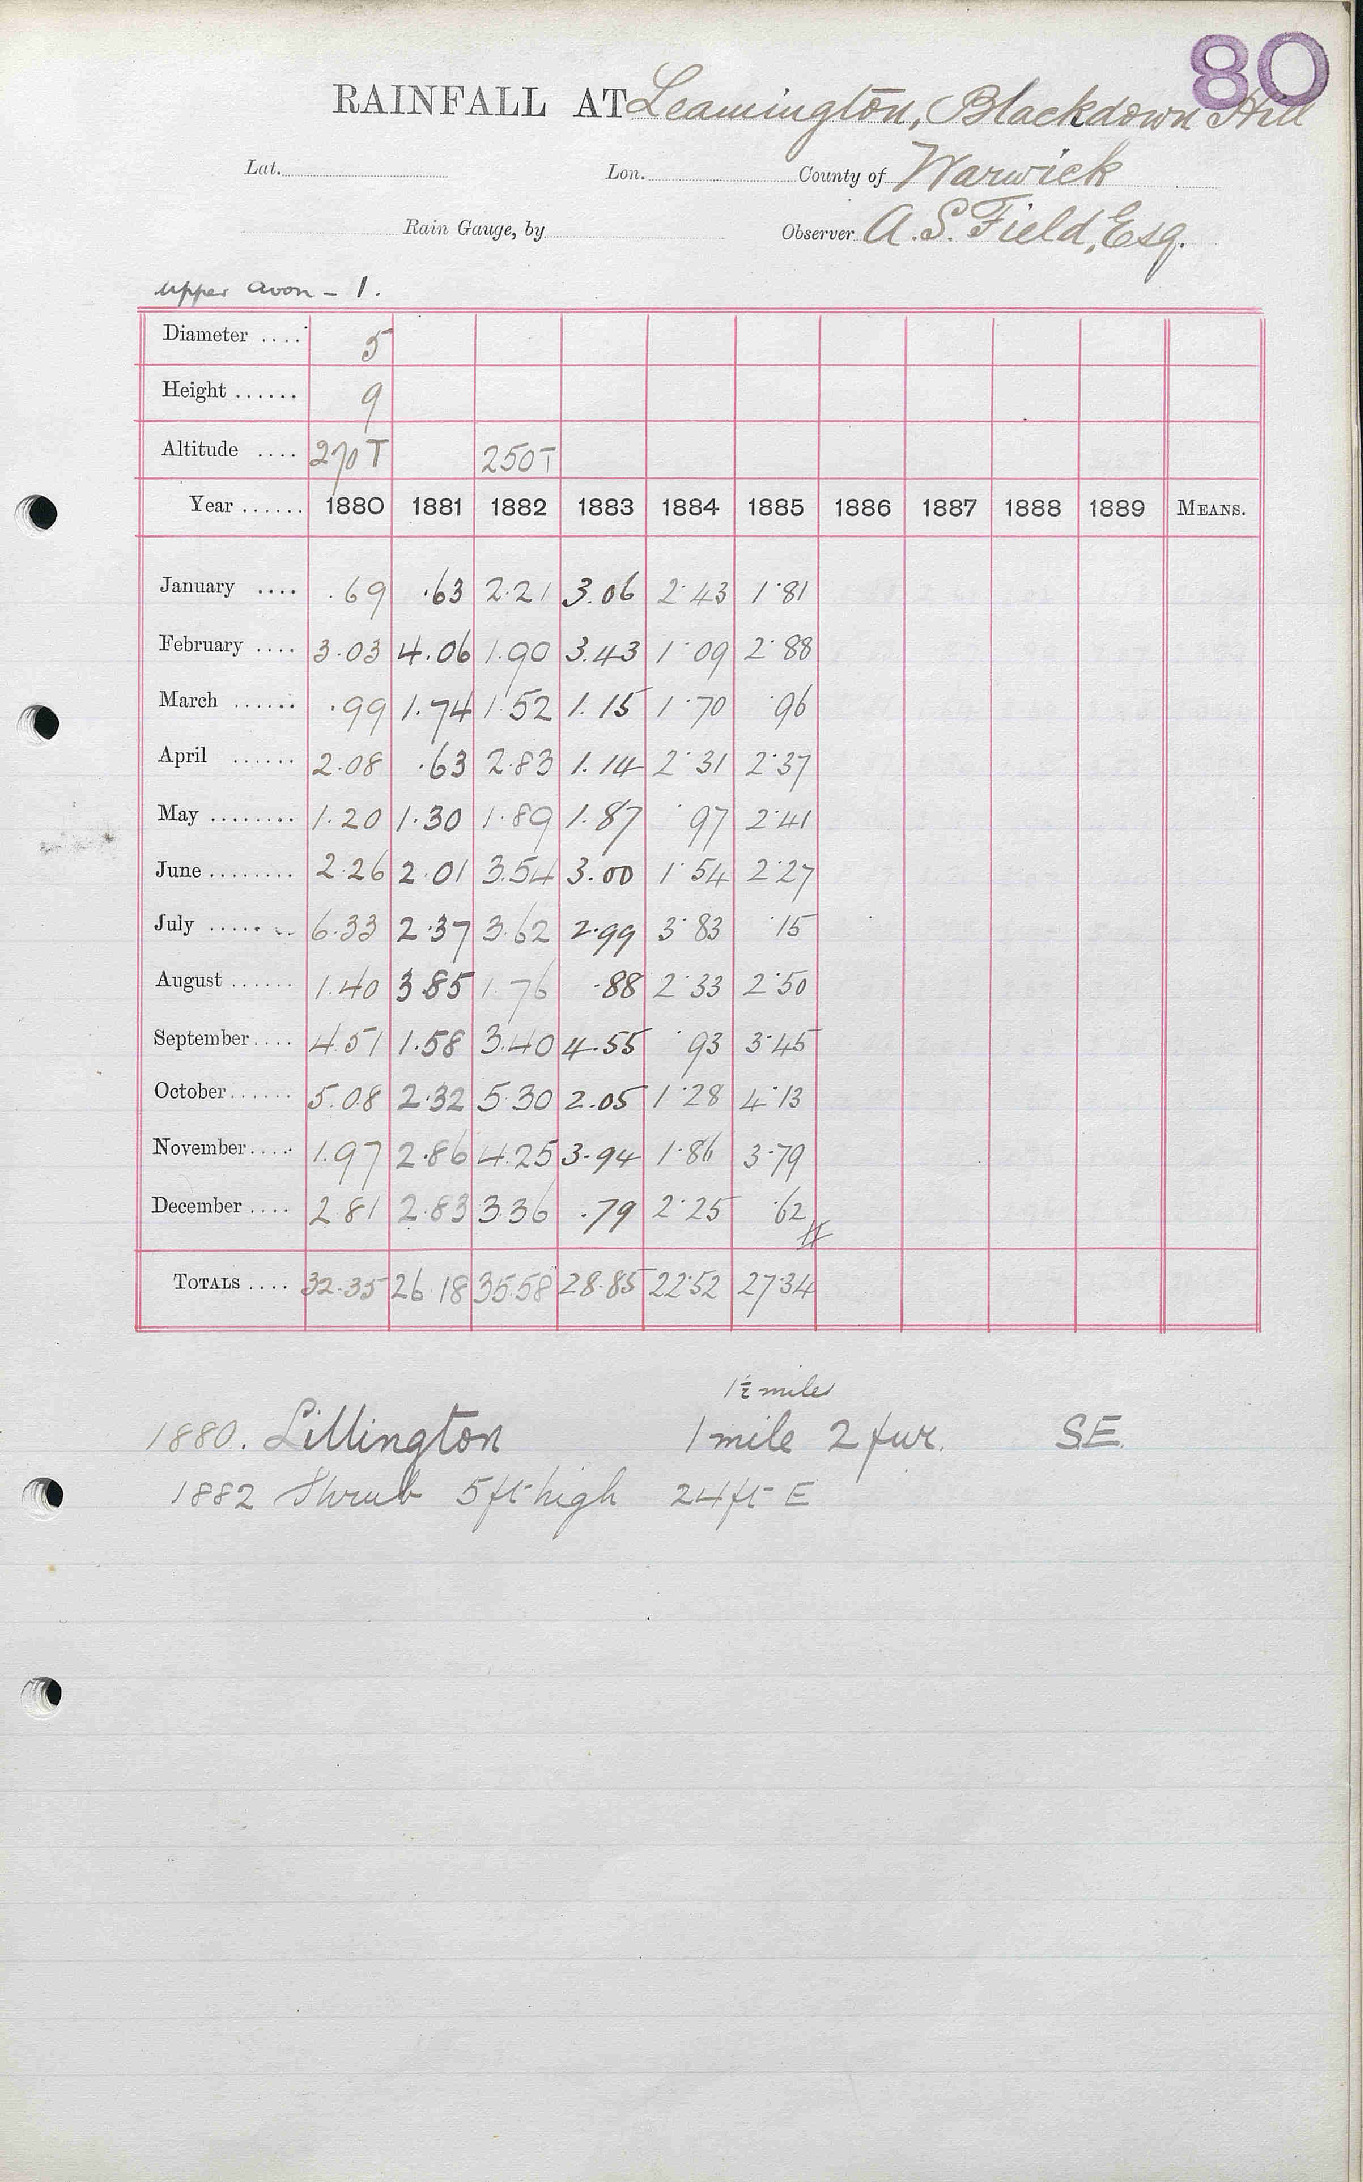 80
RAINFALL AT Leamington, Blackdown Hill
Lat. Lon. County of Warwick
Rain Gauge, by Observer A. S. Field, Esq.
upper avon - 1.
Diameter .... 5
Height ...... 9
Altitude .... 270 T 250 T
Year ...... 1880 1881 1882 1883 1884 1885 1886 1887 1888 1889 MEANS.
January .... .69 .63 2.21 3.06 2.43 1.81
February .... 3.03 4.06 1.90 3.43 1.09 2.88
March ...... .99 1.74 1.52 1.15 1.70 .96
April ...... 2.08 .63 2.83 1.14 2.31 2.37
May ........ 1.20 1.30 1.89 1.87 .97 2.41
June ........ 2.26 2.01 3.54 3.00 1.54 2.27
July ........ 6.33 2.37 3.62 2.99 3.83 .15
August ...... 1.40 3.85 1.76 .88 2.33 2.50
September .... 4.51 1.58 3.40 4.55 .93 3.45
October ...... 5.08 2.32 5.30 2.05 1.28 4.13
November .... 1.97 2.86 4.25 3.94 1.86 3.79
December .... 2.81 2.83 3.36 .79 2.25 .62
TOTALS .... 32.35 26.18 35.58 28.85 22.52 27.34
1½ miles
1880. Lillington 1 mile 2 fur. SE.
1882 Shrub 5 ft high 24 ft E